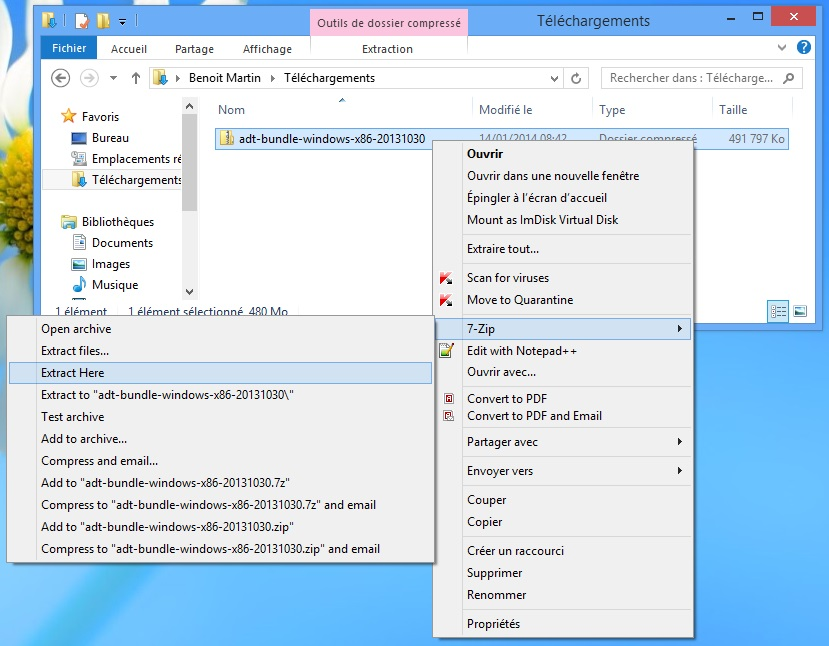 Outils de dossier compressé
Téléchargements
Fichier
Accueil
Partage
Affichage
Extraction
Benoit Martin
Téléchargements
Rechercher dans : Télécharge...
Favoris
Bureau
Emplacements ré
Téléchargements
Bibliothèques
Documents
Images
Musique
Nom
Modifié le
Type
Taille
adt-bundle-windows-x86-20131030
14/01/2014 08:42
Dossier compressé
491 797 Ko
1 élément
1 élément sélectionné 480 Mo
Ouvrir
Ouvrir dans une nouvelle fenêtre
Épingler à l'écran d'accueil
Mount as ImDisk Virtual Disk
Extraire tout...
Scan for viruses
Move to Quarantine
7-Zip
Edit with Notepad++
Ouvrir avec...
Convert to PDF
Convert to PDF and Email
Partager avec
Envoyer vers
Couper
Copier
Créer un raccourci
Supprimer
Renommer
Propriétés
Open archive
Extract files...
Extract Here
Extract to "adt-bundle-windows-x86-20131030\"
Test archive
Add to archive...
Compress and email...
Add to "adt-bundle-windows-x86-20131030.7z"
Compress to "adt-bundle-windows-x86-20131030.7z" and email
Add to "adt-bundle-windows-x86-20131030.zip"
Compress to "adt-bundle-windows-x86-20131030.zip" and email